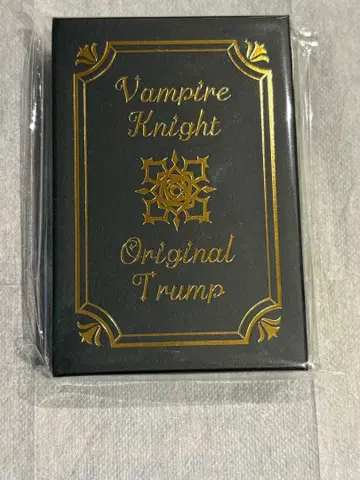 Vampire
Knight
Original
Trump